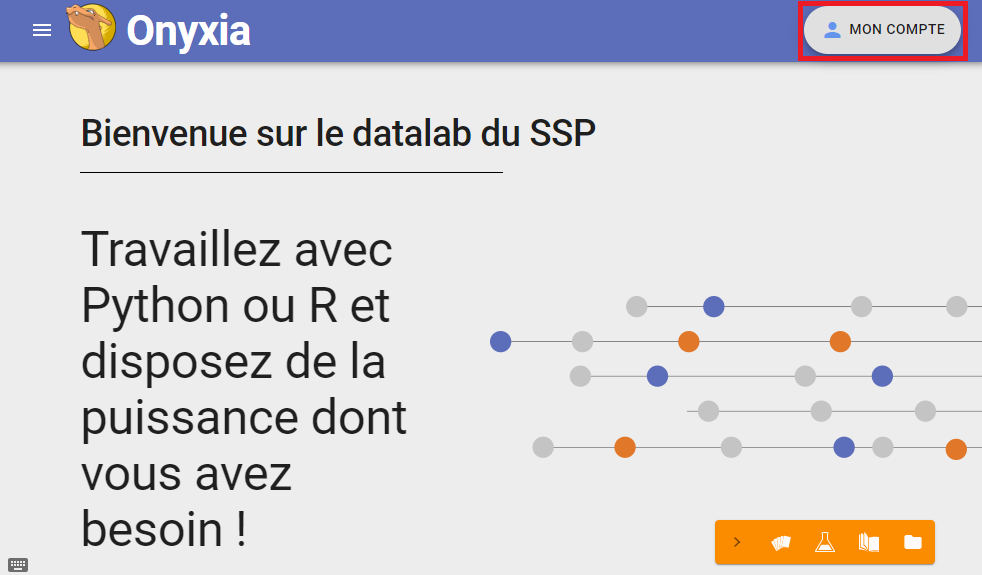 Onyxia
MON COMPTE
Bienvenue sur le datalab du SSP
Travaillez avec
Python ou R et
disposez de la
puissance dont
vous avez
besoin !